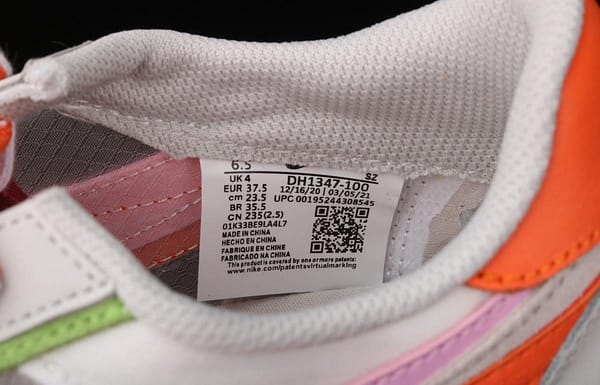 6.5 SZ
UK 4 DH1347-100
EUR 37.5 12/16/20 | 03/05/21
cm 23.5 UPC 00195244308545
BR 35.5
CN 235(2.5)
01K33BE9LA4L7
MADE IN CHINA
HECHO EN CHINA
FABRIQUE EN CHINE
FABRICADO NA CHINA
This product is covered by one or more patents:
www.nike.com/patentsvirtualmarking